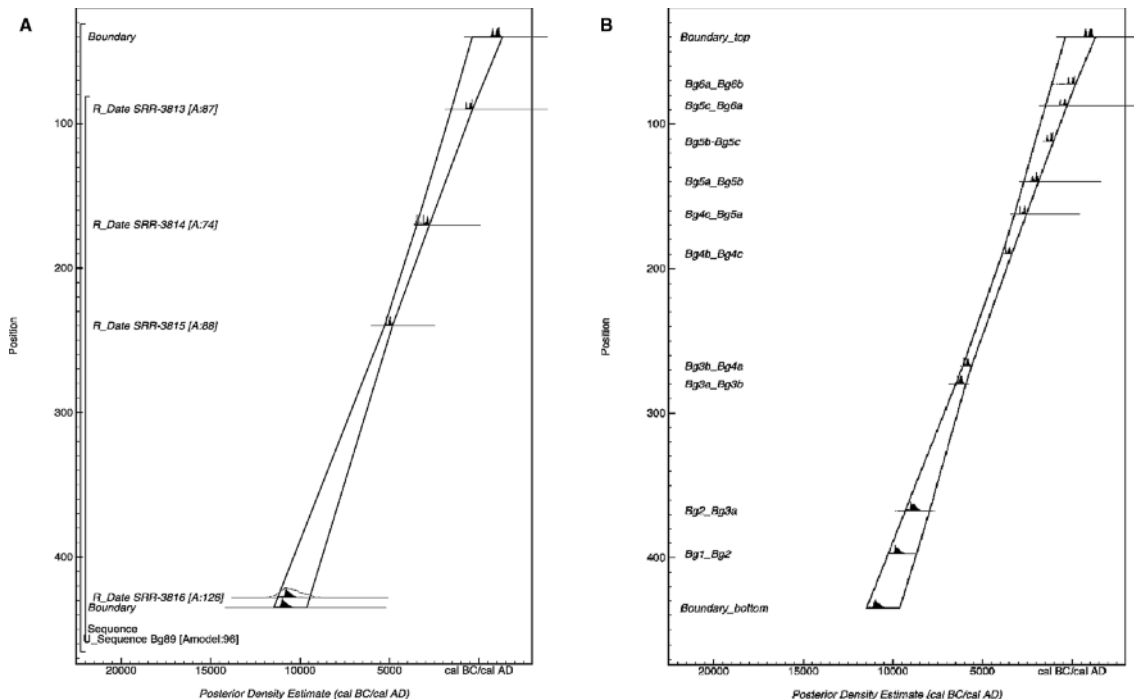 A
Boundary
R_Date SRR-3813 [A:87]
100
R_Date SRR-3814 [A:74]
200
R_Date SRR-3815 [A:88]
300
400
R_Date SRR-3816 [A:126]
Boundary
Sequence
U_Sequence Bg89 [Amodel:96]
Position
20000 15000 10000 5000 cal BC/cal AD
Posterior Density Estimate (cal BC/cal AD)
B
Boundary_top
Bg6a_Bg6b
Bg5c_Bg6a
100
Bg5b-Bg5c
Bg5a_Bg5b
Bg4c_Bg5a
Bg4b_Bg4c
200
Bg3b_Bg4a
Bg3a_Bg3b
300
Bg2_Bg3a
Bg1_Bg2
400
Boundary_bottom
Position
20000 15000 10000 5000 cal BC/cal AD
Posterior Density Estimate (cal BC/cal AD)